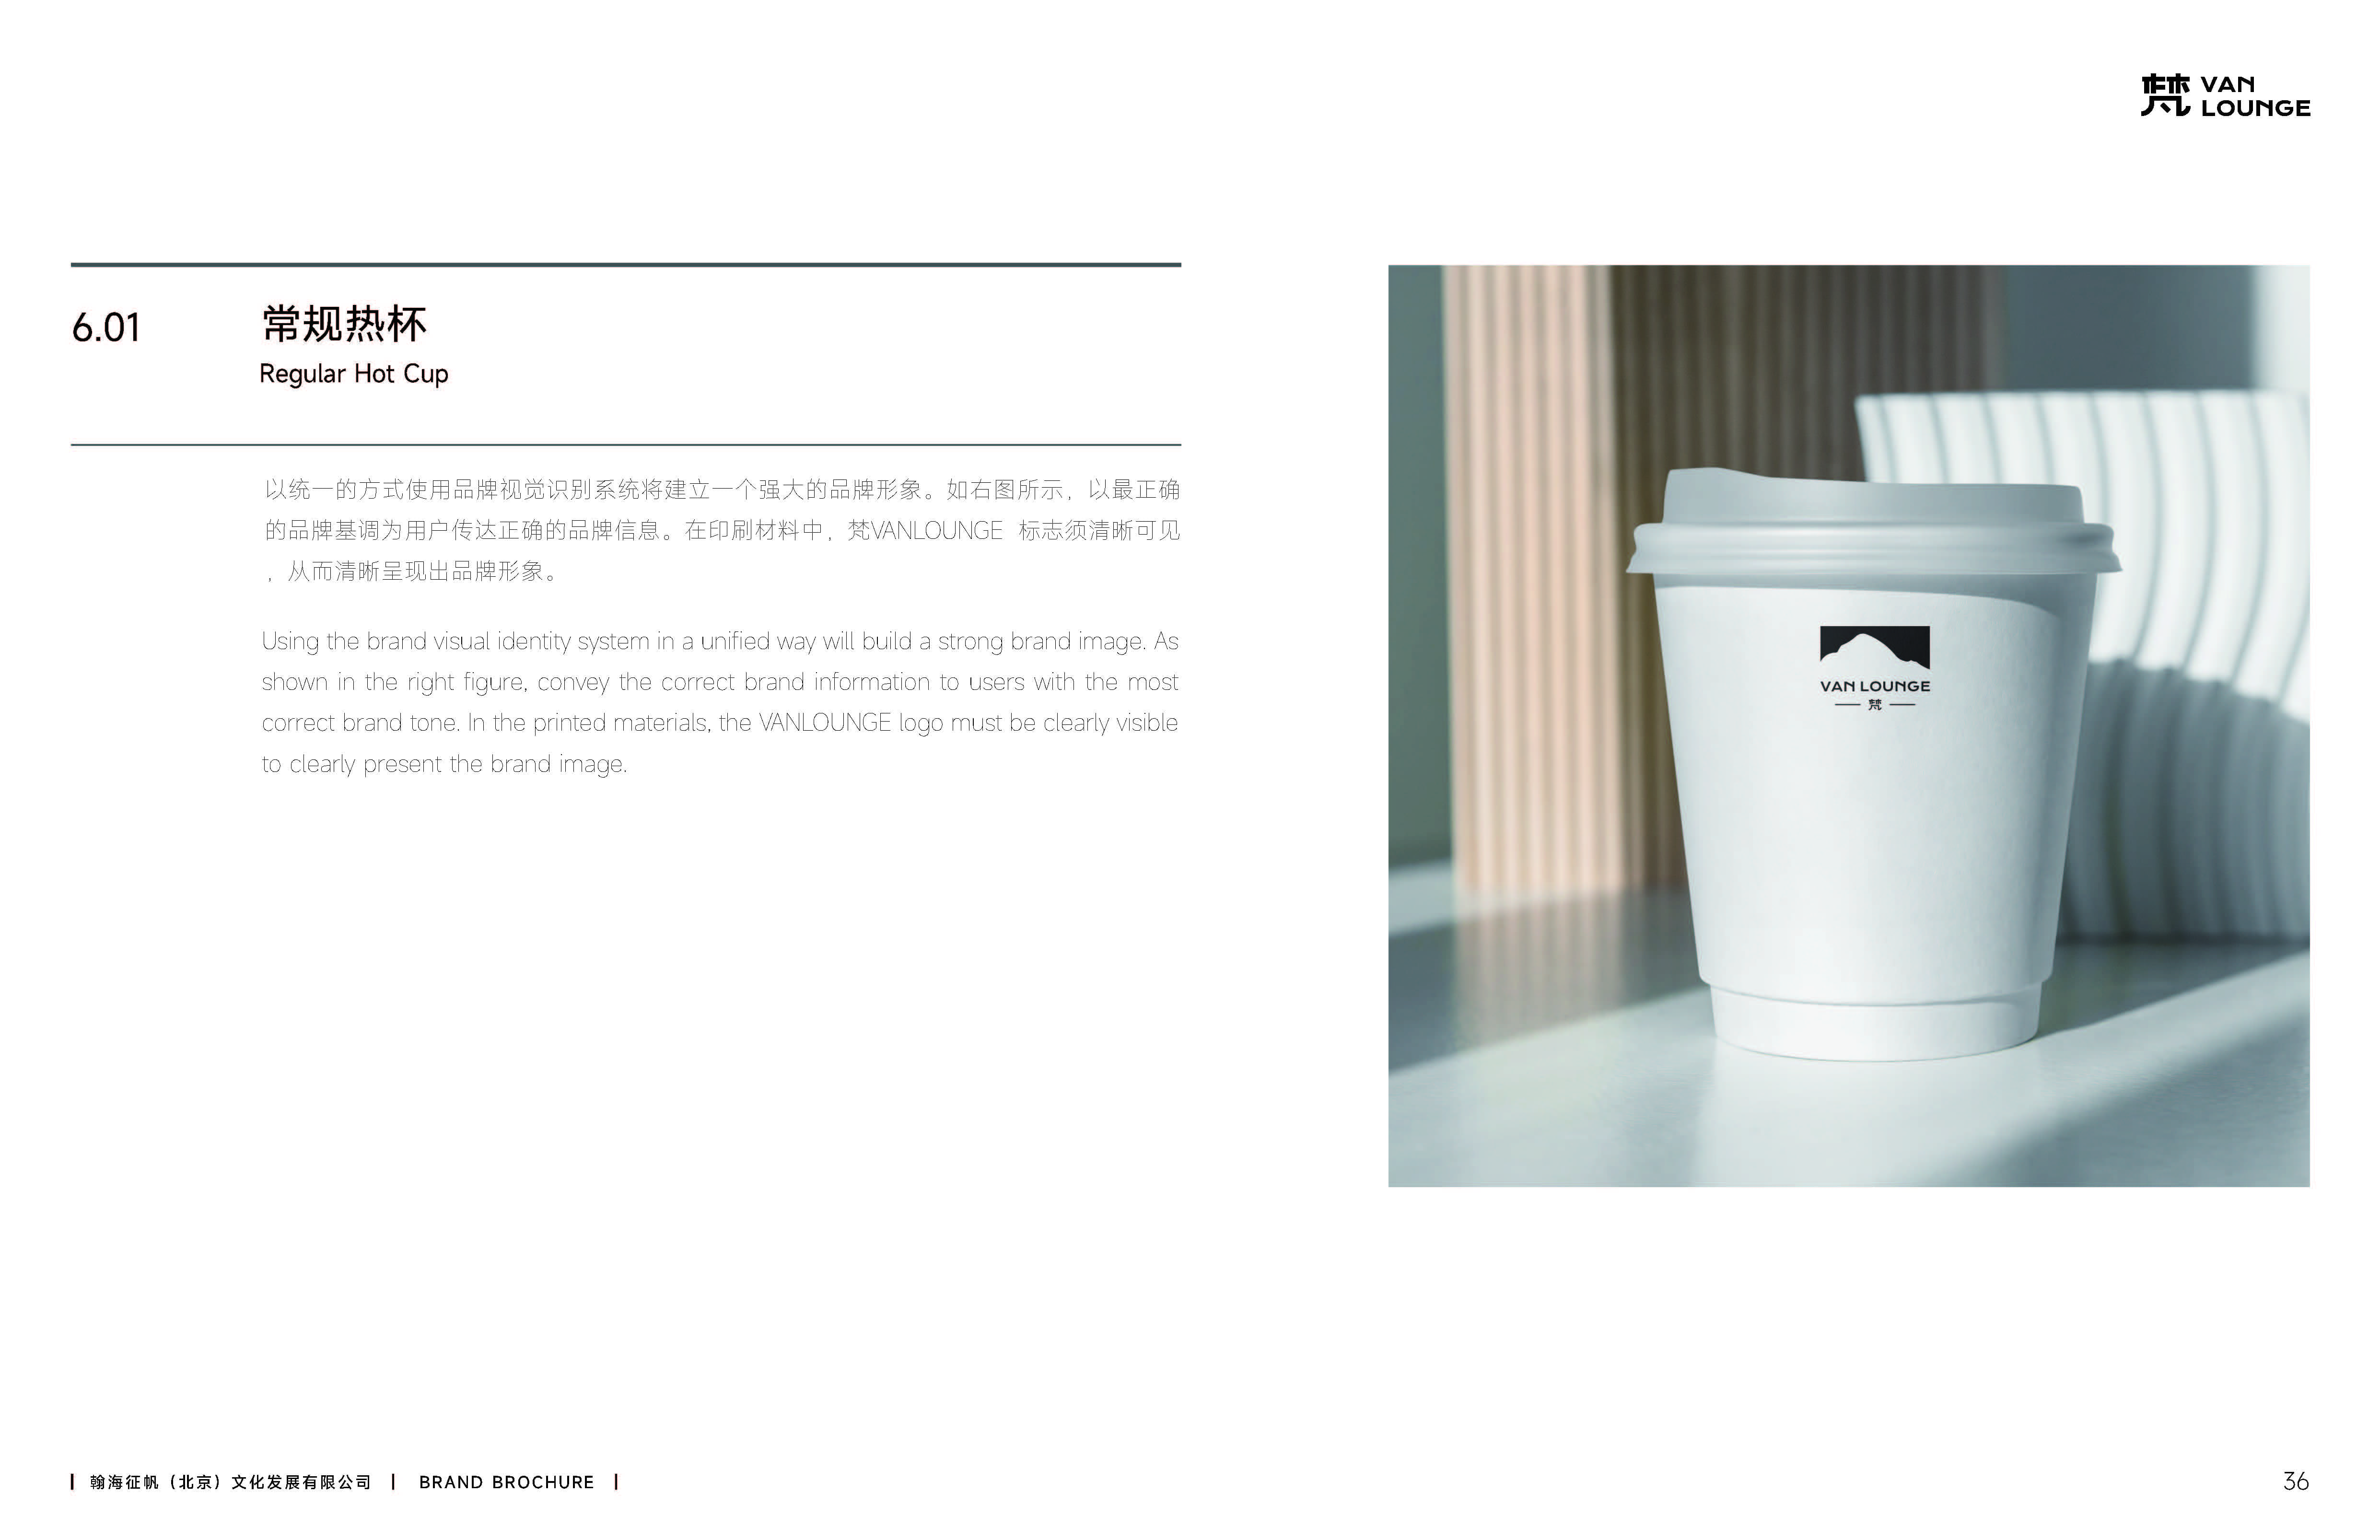 梵 VAN
LOUNGE
6.01
常规热杯
Regular Hot Cup
以统一的方式使用品牌视觉识别系统将建立一个强大的品牌形象。如右图所示，以最正确
的品牌基调为用户传达正确的品牌信息。在印刷材料中，梵VANLOUNGE 标志须清晰可见
，从而清晰呈现出品牌形象。
Using the brand visual identity system in a unified way will build a strong brand image. As
shown in the right figure, convey the correct brand information to users with the most
correct brand tone. In the printed materials, the VANLOUNGE logo must be clearly visible
to clearly present the brand image.
VAN LOUNGE
梵
翰海征帆（北京）文化发展有限公司 | BRAND BROCHURE |
36